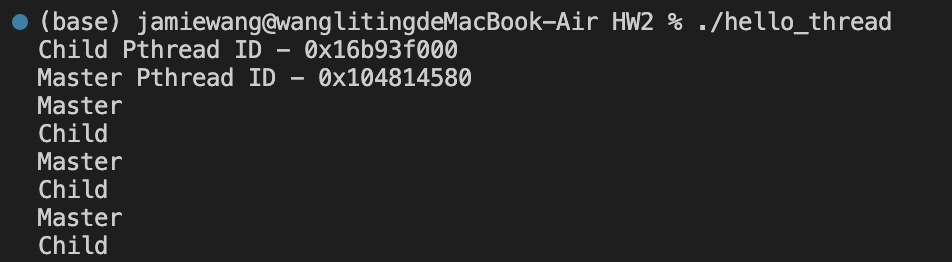 (base) jamiewang@wanglitingdeMacBook-Air HW2 % ./hello_thread
Child Pthread ID - 0x16b93f000
Master Pthread ID - 0x104814580
Master
Child
Master
Child
Master
Child